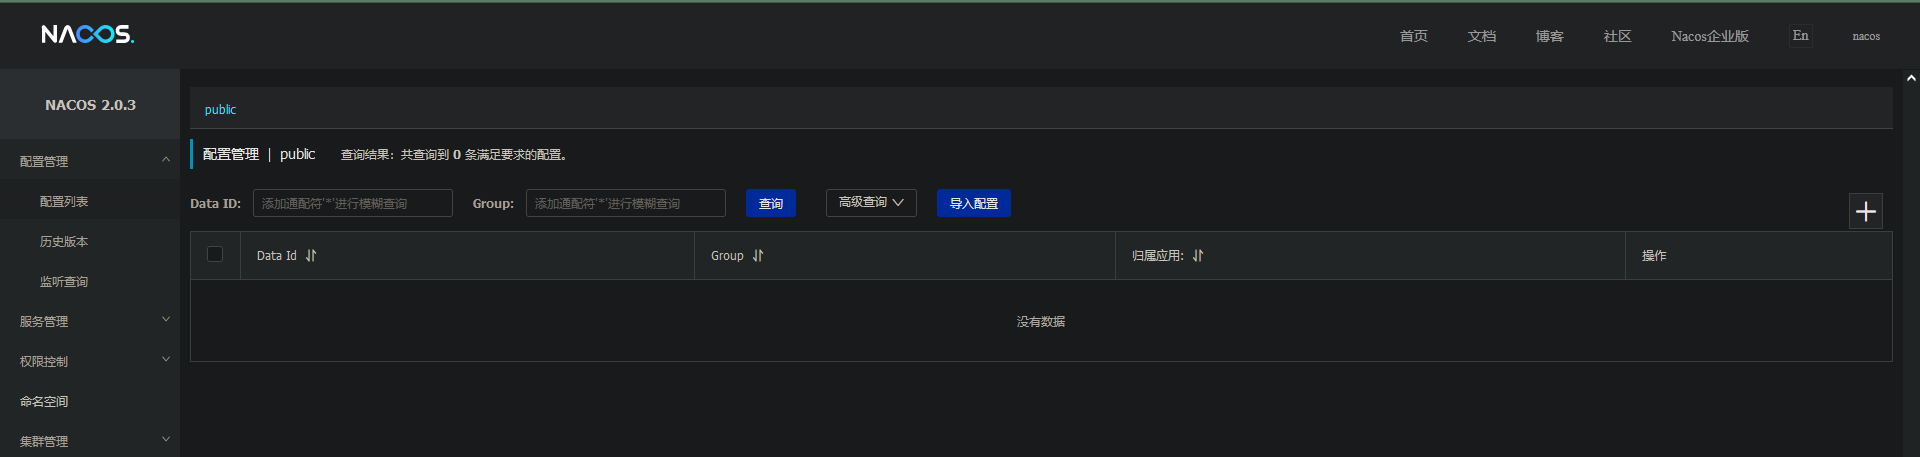 NACOS.
首页 文档 博客 社区 Nacos企业版 En nacos
NACOS 2.0.3
配置管理
配置列表
历史版本
监听查询
服务管理
权限控制
命名空间
集群管理
public
配置管理 | public 查询结果：共查询到 0 条满足要求的配置。
Data ID: 添加通配符'*'进行模糊查询 Group: 添加通配符'*'进行模糊查询 查询 高级查询 导入配置
Data Id Group 归属应用: 操作
没有数据